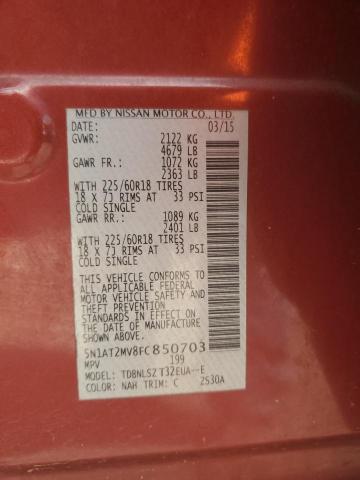 MFD BY NISSAN MOTOR CO., LTD.
DATE: 03/15
GVWR: 2122 KG
4679 LB
GAWR FR.: 1072 KG
2363 LB
WITH 225/60R18 TIRES
18 X 7J RIMS AT 33 PSI
COLD SINGLE
GAWR RR.: 1089 KG
2401 LB
WITH 225/60R18 TIRES
18 X 7J RIMS AT 33 PSI
COLD SINGLE
THIS VEHICLE CONFORMS TO
ALL APPLICABLE FEDERAL
MOTOR VEHICLE SAFETY AND
THEFT PREVENTION
STANDARDS IN EFFECT ON
THE DATE OF MANUFACTURE
SHOWN ABOVE.
5N1AT2MV8FC850703
MPV 199
MODEL: TDBNLSZ T32EUA--E
COLOR: NAH TRIM: C 2S30A